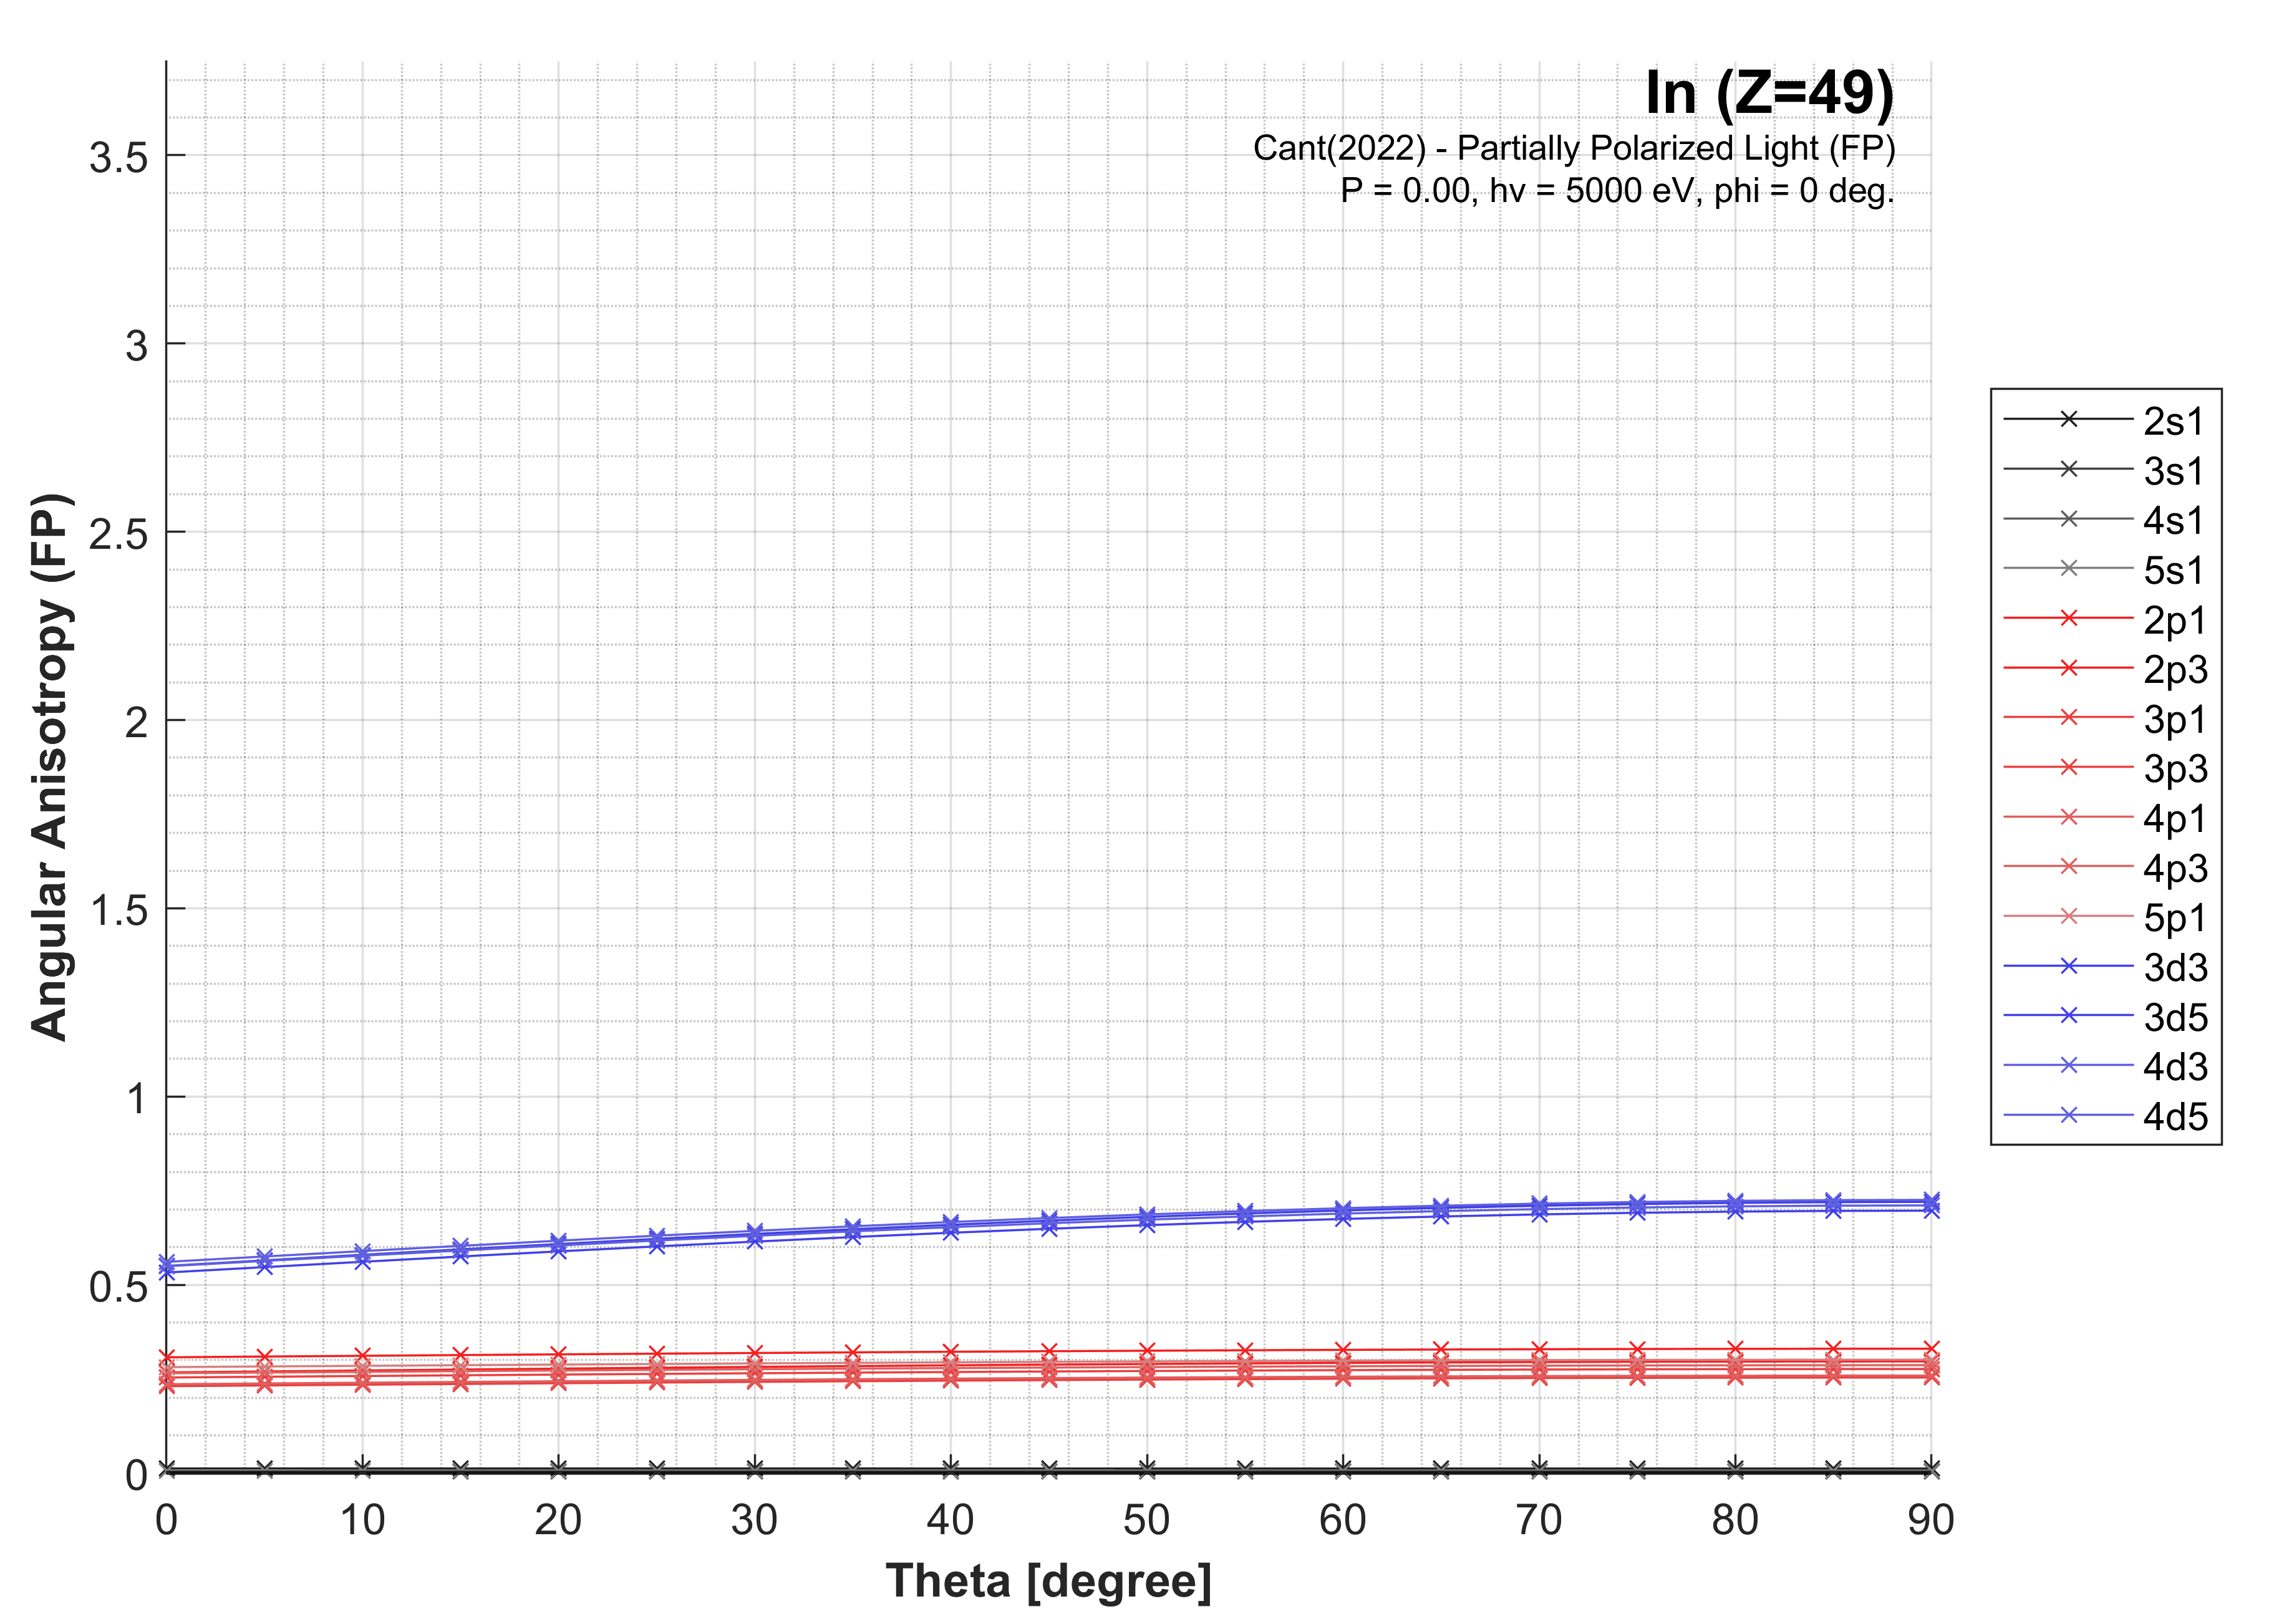 In (Z=49)
Cant(2022) - Partially Polarized Light (FP)
P = 0.00, hv = 5000 eV, phi = 0 deg.
Angular Anisotropy (FP)
3.5
3
2.5
2
1.5
1
0.5
0
0 10 20 30 40 50 60 70 80 90
Theta [degree]
2s1
3s1
4s1
5s1
2p1
2p3
3p1
3p3
4p1
4p3
5p1
3d3
3d5
4d3
4d5